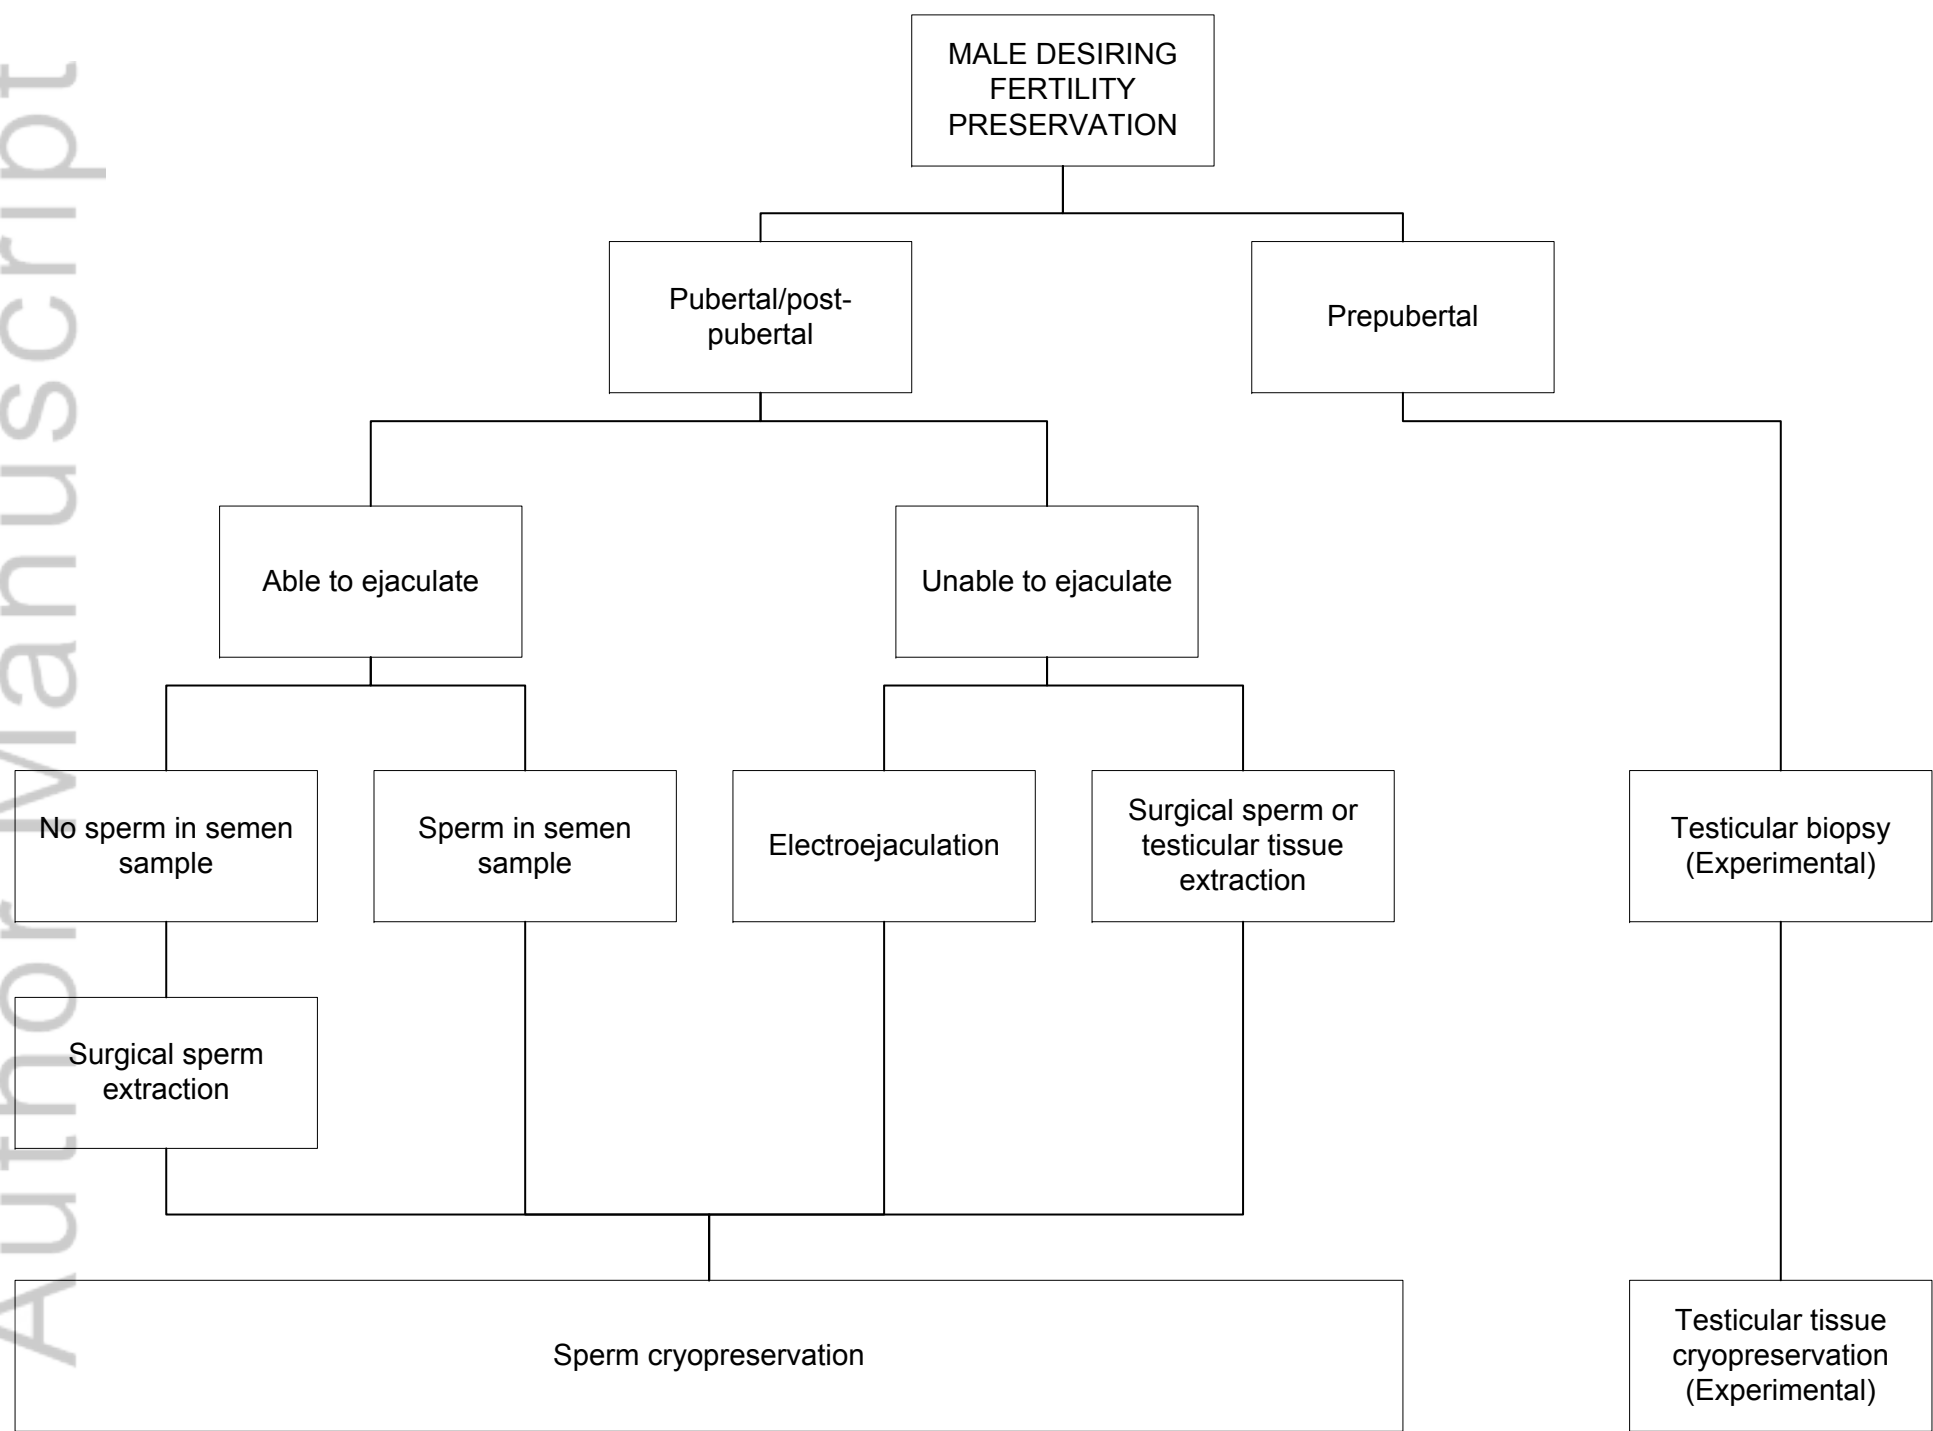 Author Manuscript
MALE DESIRING
FERTILITY
PRESERVATION
Pubertal/post-
pubertal
Prepubertal
Able to ejaculate
Unable to ejaculate
No sperm in semen
sample
Sperm in semen
sample
Electroejaculation
Surgical sperm or
testicular tissue
extraction
Testicular biopsy
(Experimental)
Surgical sperm
extraction
Sperm cryopreservation
Testicular tissue
cryopreservation
(Experimental)